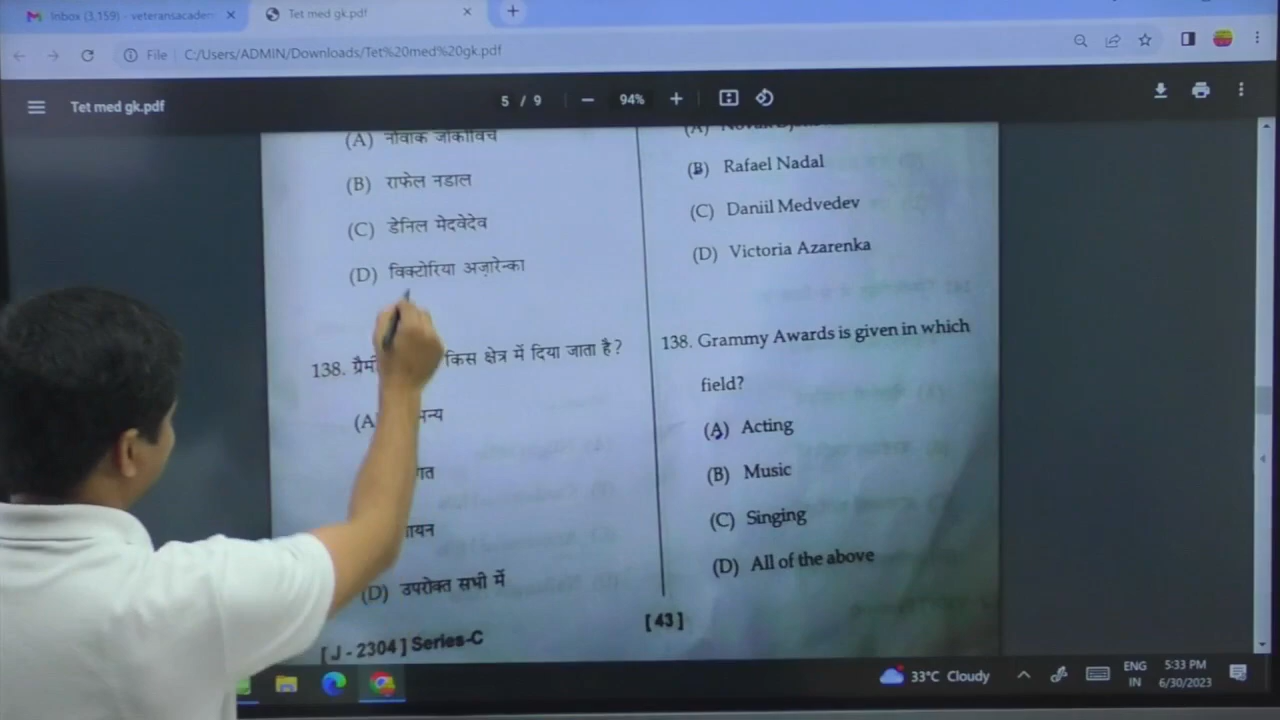 Inbox (3,159) - veteransacadem
Tet med gk.pdf
File C:/Users/ADMIN/Downloads/Tet%20med%20gk.pdf
Tet med gk.pdf
5 / 9
94%
(A) नोवाक जोकोविच
(B) राफेल नडाल
(C) डेनिल मेदवेदेव
(D) विक्टोरिया अज़ारेन्का
138. किस क्षेत्र में दिया जाता है?
(A
(D) उपरोक्त सभी में
[ J - 2304 ] Series-C
(A) Novak
(B) Rafael Nadal
(C) Daniil Medvedev
(D) Victoria Azarenka
138. Grammy Awards is given in which
field?
(A) Acting
(B) Music
(C) Singing
(D) All of the above
[ 43 ]
33°C Cloudy
ENG
IN
5:33 PM
6/30/2023